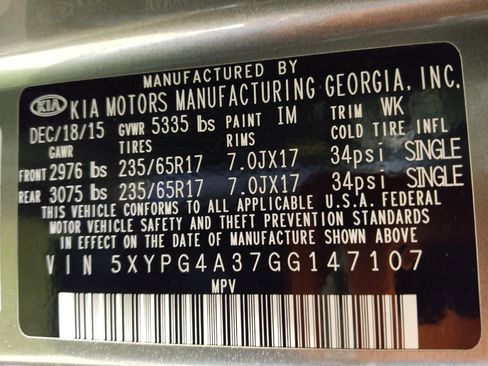 MANUFACTURED BY
KIA KIA MOTORS MANUFACTURING GEORGIA, INC.
DEC/18/15 GVWR 5335 lbs PAINT IM TRIM WK
GAWR TIRES RIMS COLD TIRE INFL
FRONT 2976 lbs 235/65R17 7.0JX17 34psi SINGLE
REAR 3075 lbs 235/65R17 7.0JX17 34psi SINGLE
THIS VEHICLE CONFORMS TO ALL APPLICABLE U.S.A. FEDERAL
MOTOR VEHICLE SAFETY AND THEFT PREVENTION STANDARDS
IN EFFECT ON THE DATE OF MANUFACTURE SHOWN ABOVE
VIN 5XYPG4A37GG147107
MPV